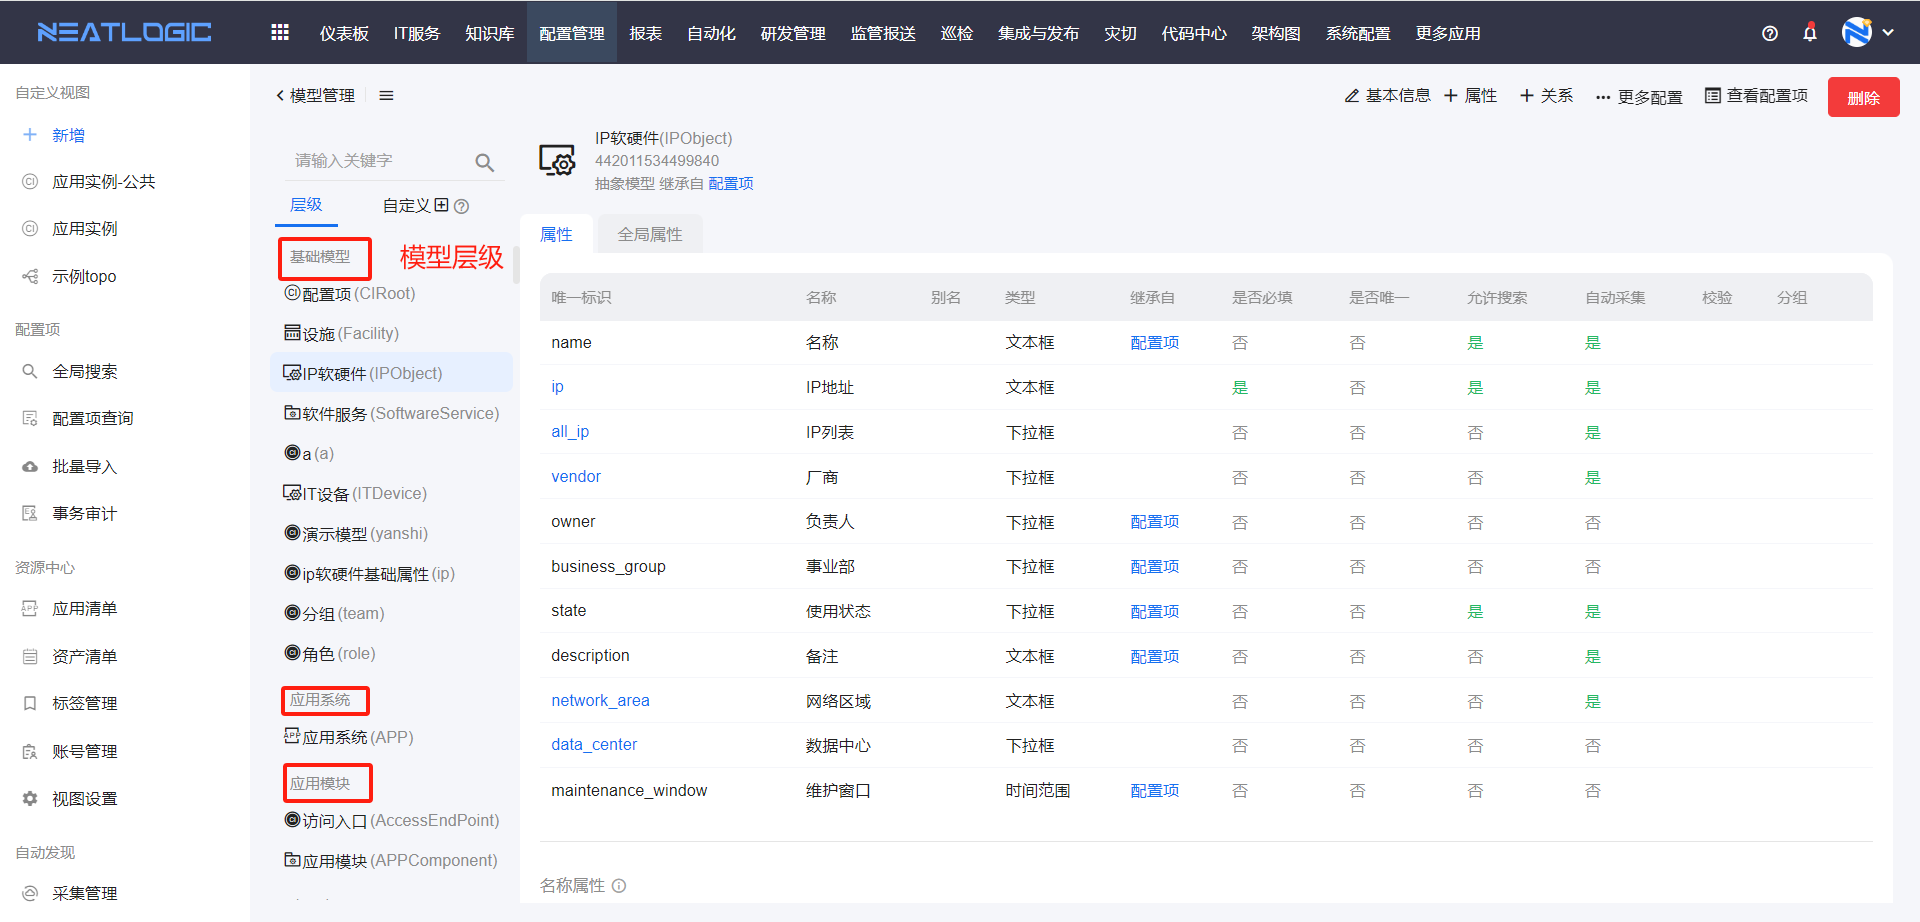 NEATLOGIC 仪表板 IT服务 知识库 配置管理 报表 自动化 研发管理 监管报送 巡检 集成与发布 灾切 代码中心 架构图 系统配置 更多应用
自定义视图
新增
应用实例-公共
应用实例
示例topo
配置项
全局搜索
配置项查询
批量导入
事务审计
资源中心
应用清单
资产清单
标签管理
账号管理
视图设置
自动发现
采集管理
模型管理
基本信息 属性 关系 更多配置 查看配置项 删除
请输入关键字
层级 自定义
基础模型 模型层级
配置项(CIRoot)
设施(Facility)
IP软硬件(IPObject)
软件服务(SoftwareService)
a(a)
IT设备(ITDevice)
演示模型(yanshi)
ip软硬件基础属性(ip)
分组(team)
角色(role)
应用系统
应用系统(APP)
应用模块
访问入口(AccessEndPoint)
应用模块(APPComponent)
IP软硬件(IPObject)
442011534499840
抽象模型 继承自 配置项
属性 全局属性
唯一标识 名称 别名 类型 继承自 是否必填 是否唯一 允许搜索 自动采集 校验 分组
name 名称 文本框 配置项 否 否 是 是
ip IP地址 文本框 是 否 是 是
all_ip IP列表 下拉框 否 否 否 是
vendor 厂商 下拉框 否 否 否 是
owner 负责人 下拉框 配置项 否 否 否 否
business_group 事业部 下拉框 配置项 否 否 否 否
state 使用状态 下拉框 配置项 否 否 是 是
description 备注 文本框 配置项 否 否 否 是
network_area 网络区域 文本框 否 否 否 是
data_center 数据中心 下拉框 否 否 否 否
maintenance_window 维护窗口 时间范围 配置项 否 否 否 否
名称属性